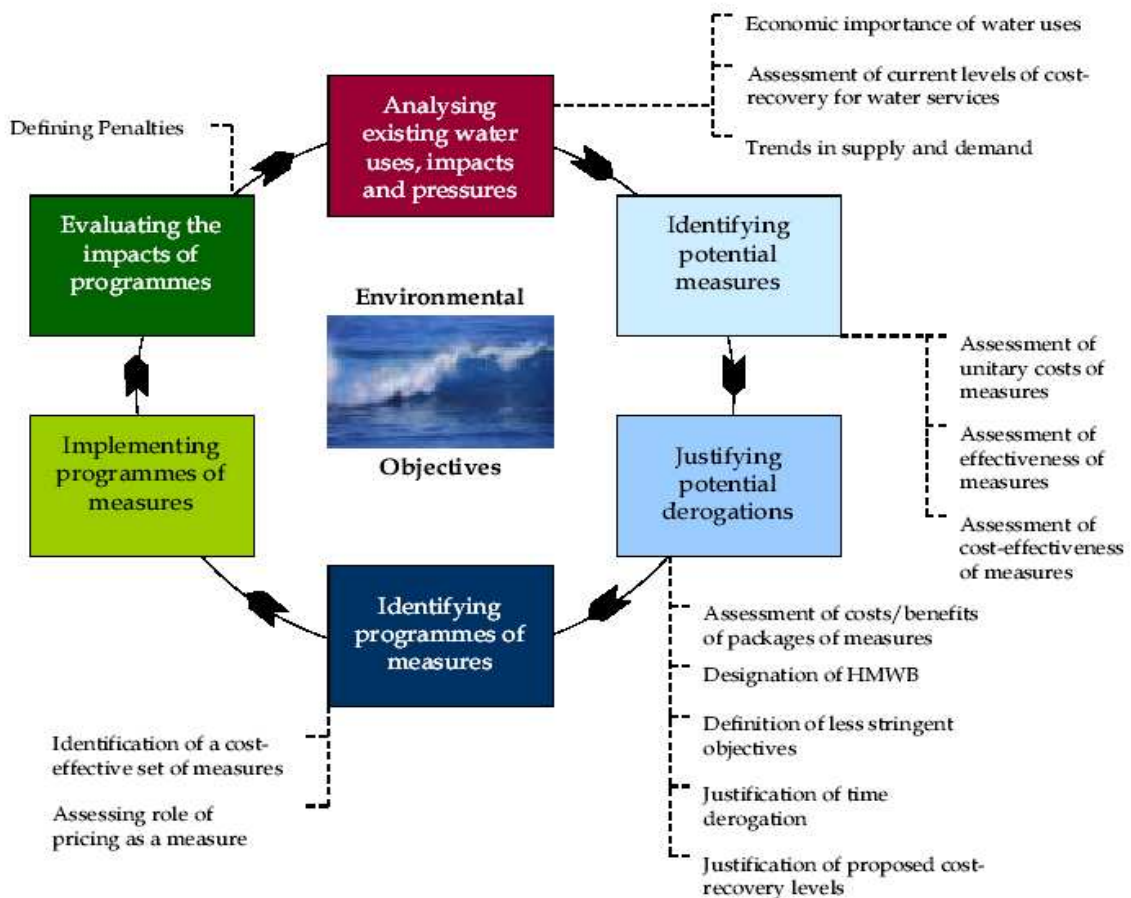 Economic importance of water uses
Assessment of current levels of cost-
recovery for water services
Trends in supply and demand
Analysing
existing water
uses, impacts
and pressures
Defining Penalties
Evaluating the
impacts of
programmes
Identifying
potential
measures
Environmental
Objectives
Assessment of
unitary costs of
measures
Assessment of
effectiveness of
measures
Assessment of
cost-effectiveness
of measures
Implementing
programmes of
measures
Justifying
potential
derogations
Identifying
programmes of
measures
Assessment of costs/benefits
of packages of measures
Designation of HMWB
Definition of less stringent
objectives
Justification of time
derogation
Justification of proposed cost-
recovery levels
Identification of a cost-
effective set of measures
Assessing role of
pricing as a measure